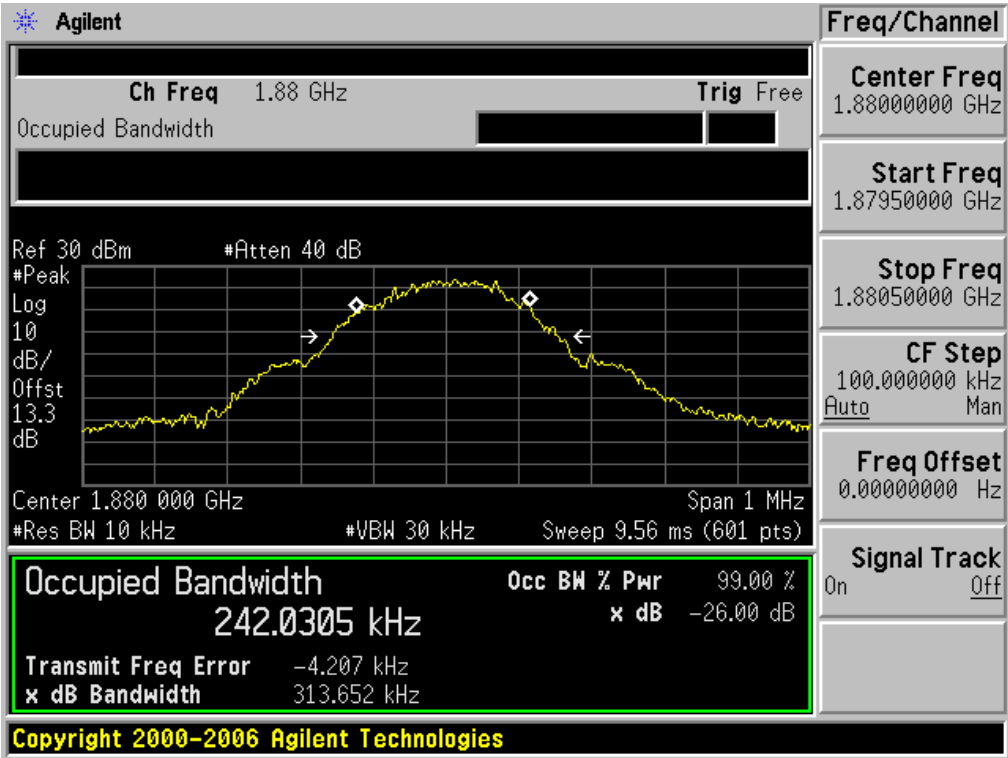 Agilent
Freq/Channel
Ch Freq 1.88 GHz Trig Free
Occupied Bandwidth
Center Freq
1.88000000 GHz
Start Freq
1.87950000 GHz
Stop Freq
1.88050000 GHz
CF Step
100.000000 kHz
Auto Man
Freq Offset
0.00000000 Hz
Signal Track
On Off
Ref 30 dBm #Atten 40 dB
#Peak
Log
10
dB/
Offst
13.3
dB
Center 1.880 000 GHz Span 1 MHz
#Res BW 10 kHz #VBW 30 kHz Sweep 9.56 ms (601 pts)
Occupied Bandwidth
242.0305 kHz
Occ BW % Pwr 99.00 %
x dB -26.00 dB
Transmit Freq Error -4.207 kHz
x dB Bandwidth 313.652 kHz
Copyright 2000-2006 Agilent Technologies